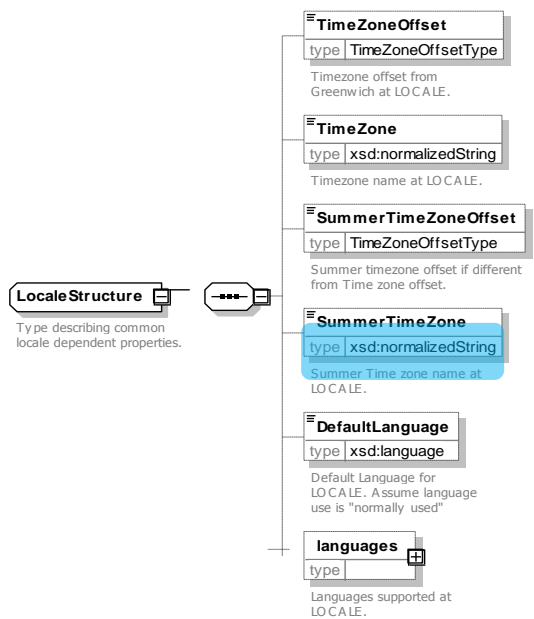 TimeZoneOffset
type TimeZoneOffsetType
Timezone offset from
Greenwich at LOCALE.
TimeZone
type xsd:normalizedString
Timezone name at LOCALE.
SummerTimeZoneOffset
type TimeZoneOffsetType
Summer timezone offset if different
from Time zone offset.
LocaleStructure
Type describing common
locale dependent properties.
SummerTimeZone
type xsd:normalizedString
Summer Time zone name at
LOCALE.
DefaultLanguage
type xsd:language
Default Language for
LOCALE. Assume language
use is "normally used"
languages
type
Languages supported at
LOCALE.